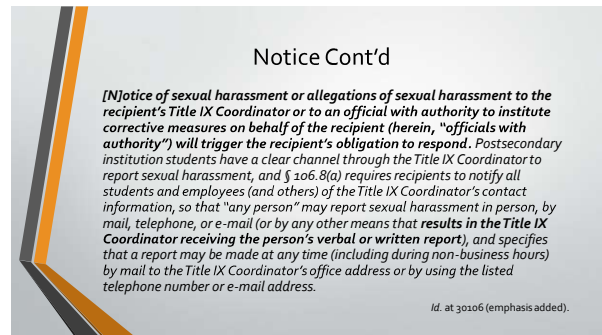 Notice Cont'd
[N]otice of sexual harassment or allegations of sexual harassment to the
recipient's Title IX Coordinator or to an official with authority to institute
corrective measures on behalf of the recipient (herein, "officials with
authority") will trigger the recipient's obligation to respond. Postsecondary
institution students have a clear channel through the Title IX Coordinator to
report sexual harassment, and § 106.8(a) requires recipients to notify all
students and employees (and others) of the Title IX Coordinator's contact
information, so that "any person" may report sexual harassment in person, by
mail, telephone, or e-mail (or by any other means that results in the Title IX
Coordinator receiving the person's verbal or written report), and specifies
that a report may be made at any time (including during non-business hours)
by mail to the Title IX Coordinator's office address or by using the listed
telephone number or e-mail address.
Id. at 30106 (emphasis added).